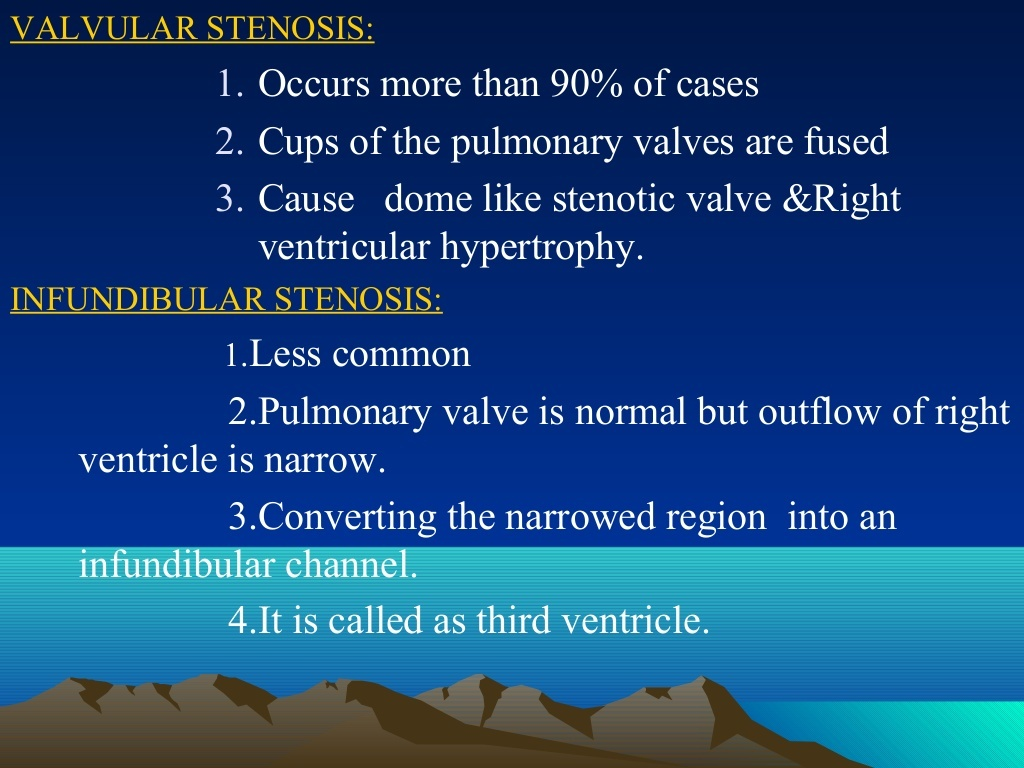 VALVULAR STENOSIS:
1. Occurs more than 90% of cases
2. Cups of the pulmonary valves are fused
3. Cause dome like stenotic valve &Right
ventricular hypertrophy.
INFUNDIBULAR STENOSIS:
1.Less common
2.Pulmonary valve is normal but outflow of right
ventricle is narrow.
3.Converting the narrowed region into an
infundibular channel.
4.It is called as third ventricle.